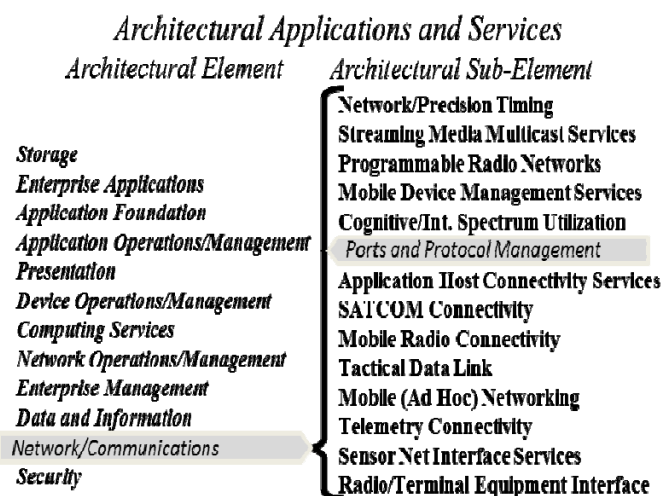 Architectural Applications and Services
Architectural Element
Storage
Enterprise Applications
Application Foundation
Application Operations/Management
Presentation
Device Operations/Management
Computing Services
Network Operations/Management
Enterprise Management
Data and Information
Network/Communications
Security
Architectural Sub-Element
Network/Precision Timing
Streaming Media Multicast Services
Programmable Radio Networks
Mobile Device Management Services
Cognitive/Int. Spectrum Utilization
Ports and Protocol Management
Application Host Connectivity Services
SATCOM Connectivity
Mobile Radio Connectivity
Tactical Data Link
Mobile (Ad Hoc) Networking
Telemetry Connectivity
Sensor Net Interface Services
Radio/Terminal Equipment Interface